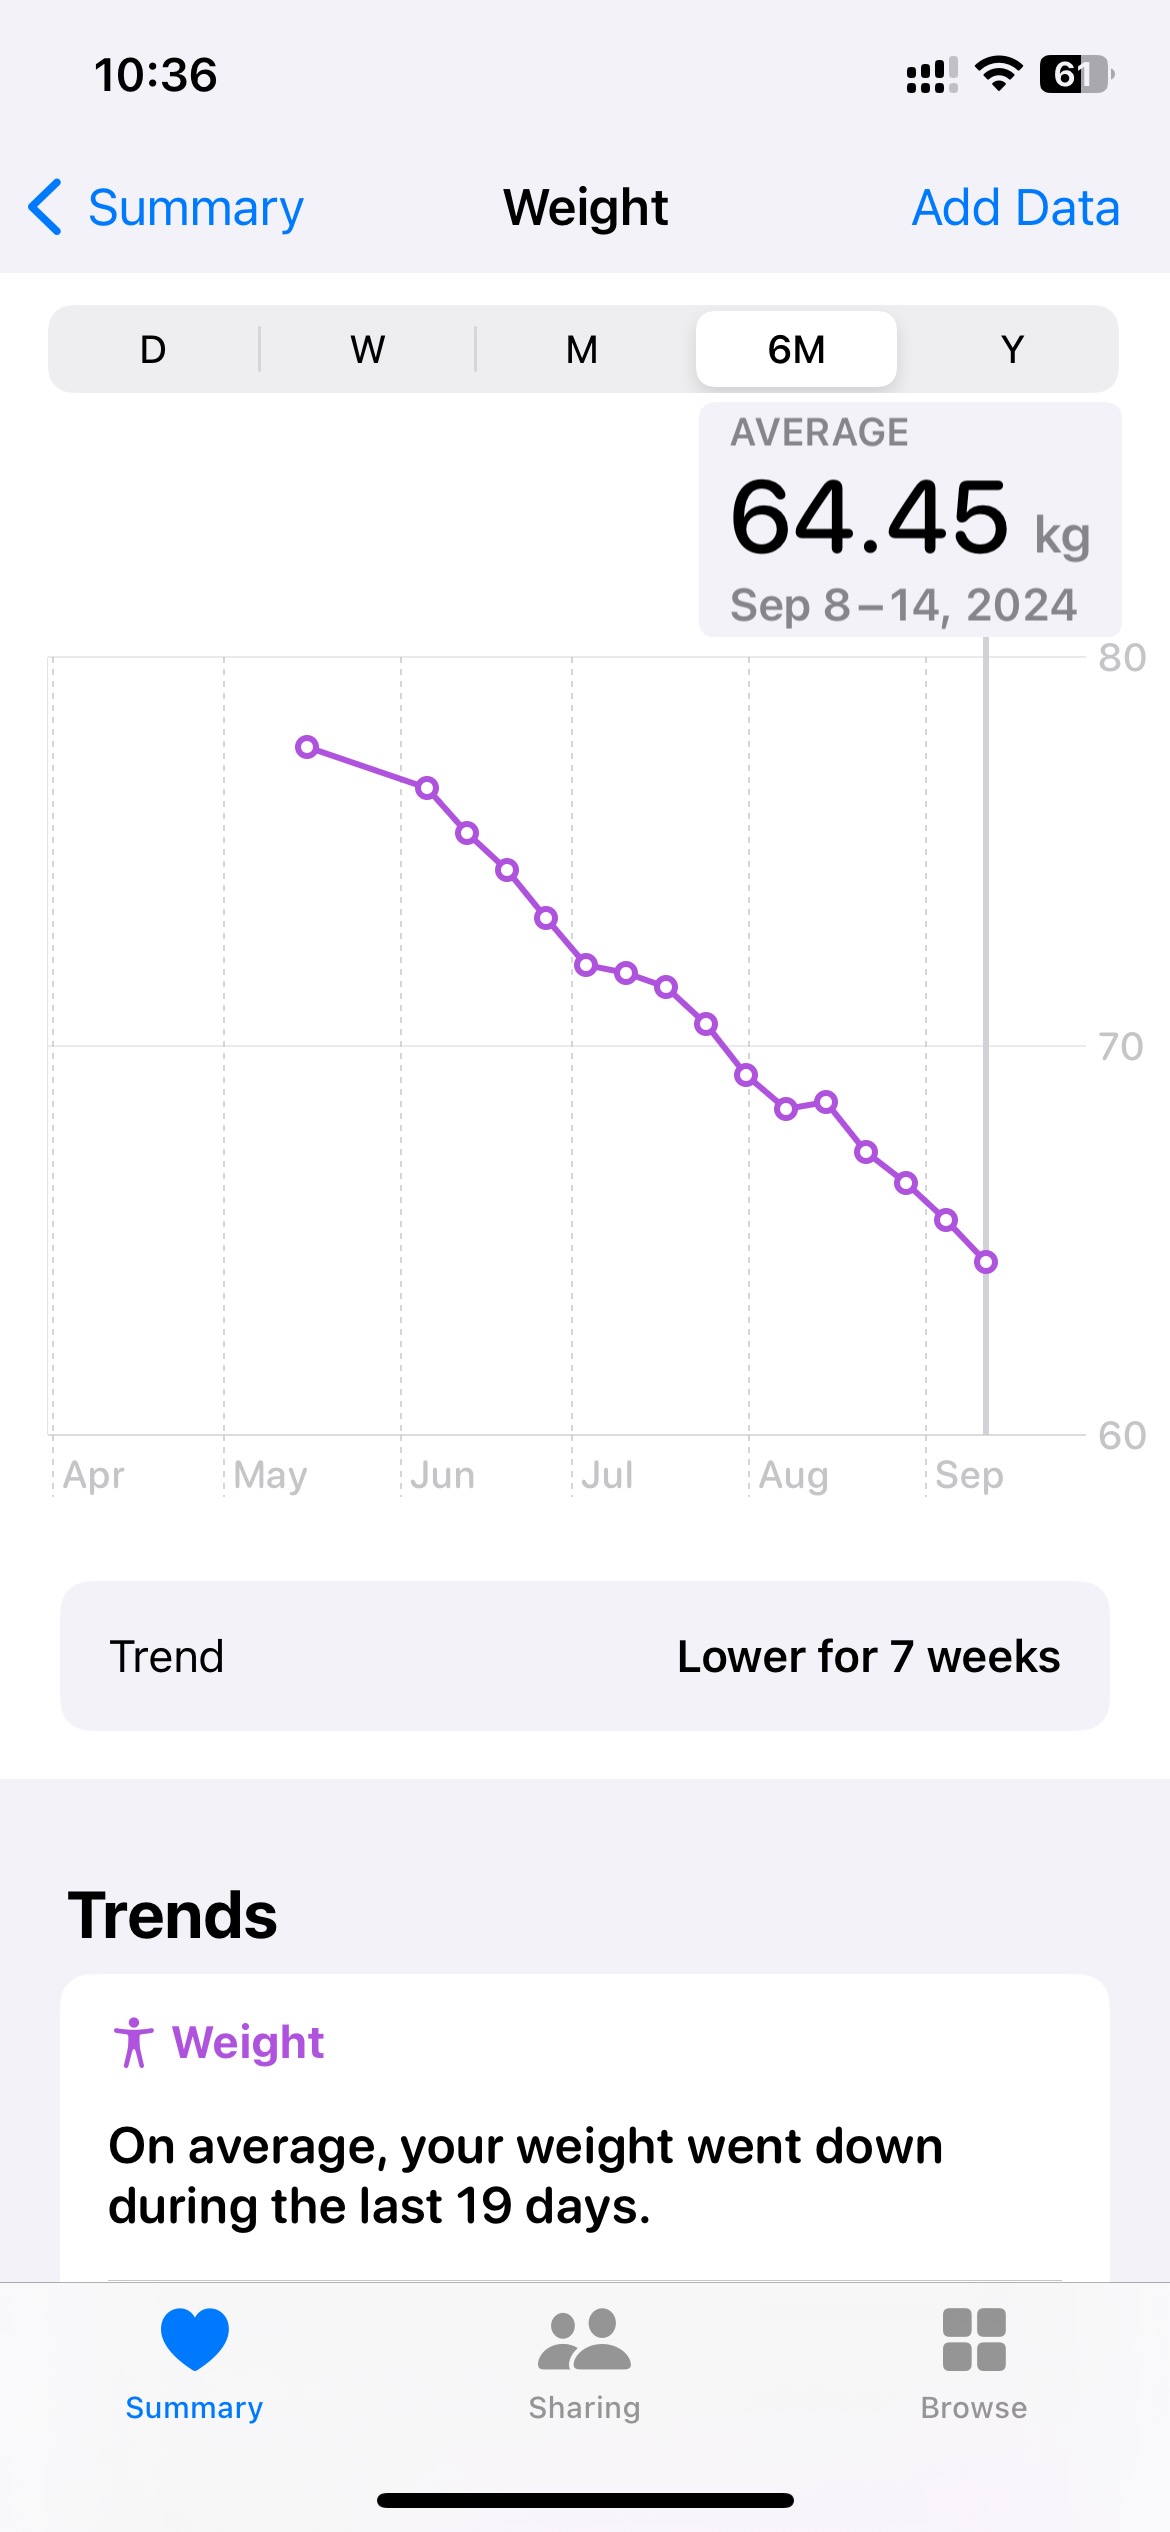 10:36
61
Summary
Weight
Add Data
D
W
M
6M
Y
AVERAGE
64.45 kg
Sep 8–14, 2024
80
70
60
Apr
May
Jun
Jul
Aug
Sep
Trend
Lower for 7 weeks
Trends
Weight
On average, your weight went down
during the last 19 days.
Summary
Sharing
Browse